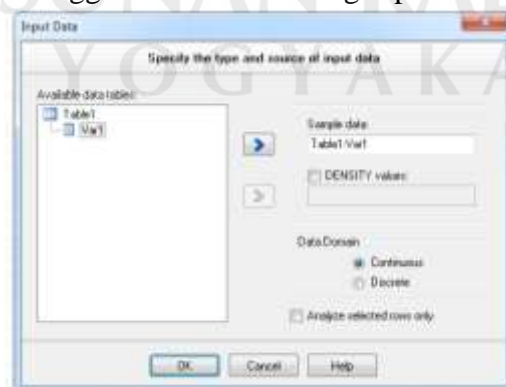 Input Data
Specify the type and source of input data
Available data tables:
Table1
Var1
Sample data:
Table1:Var1
DENSITY values:
Data Domain
Continuous
Discrete
Analyze selected rows only
OK
Cancel
Help
YOGYAKA